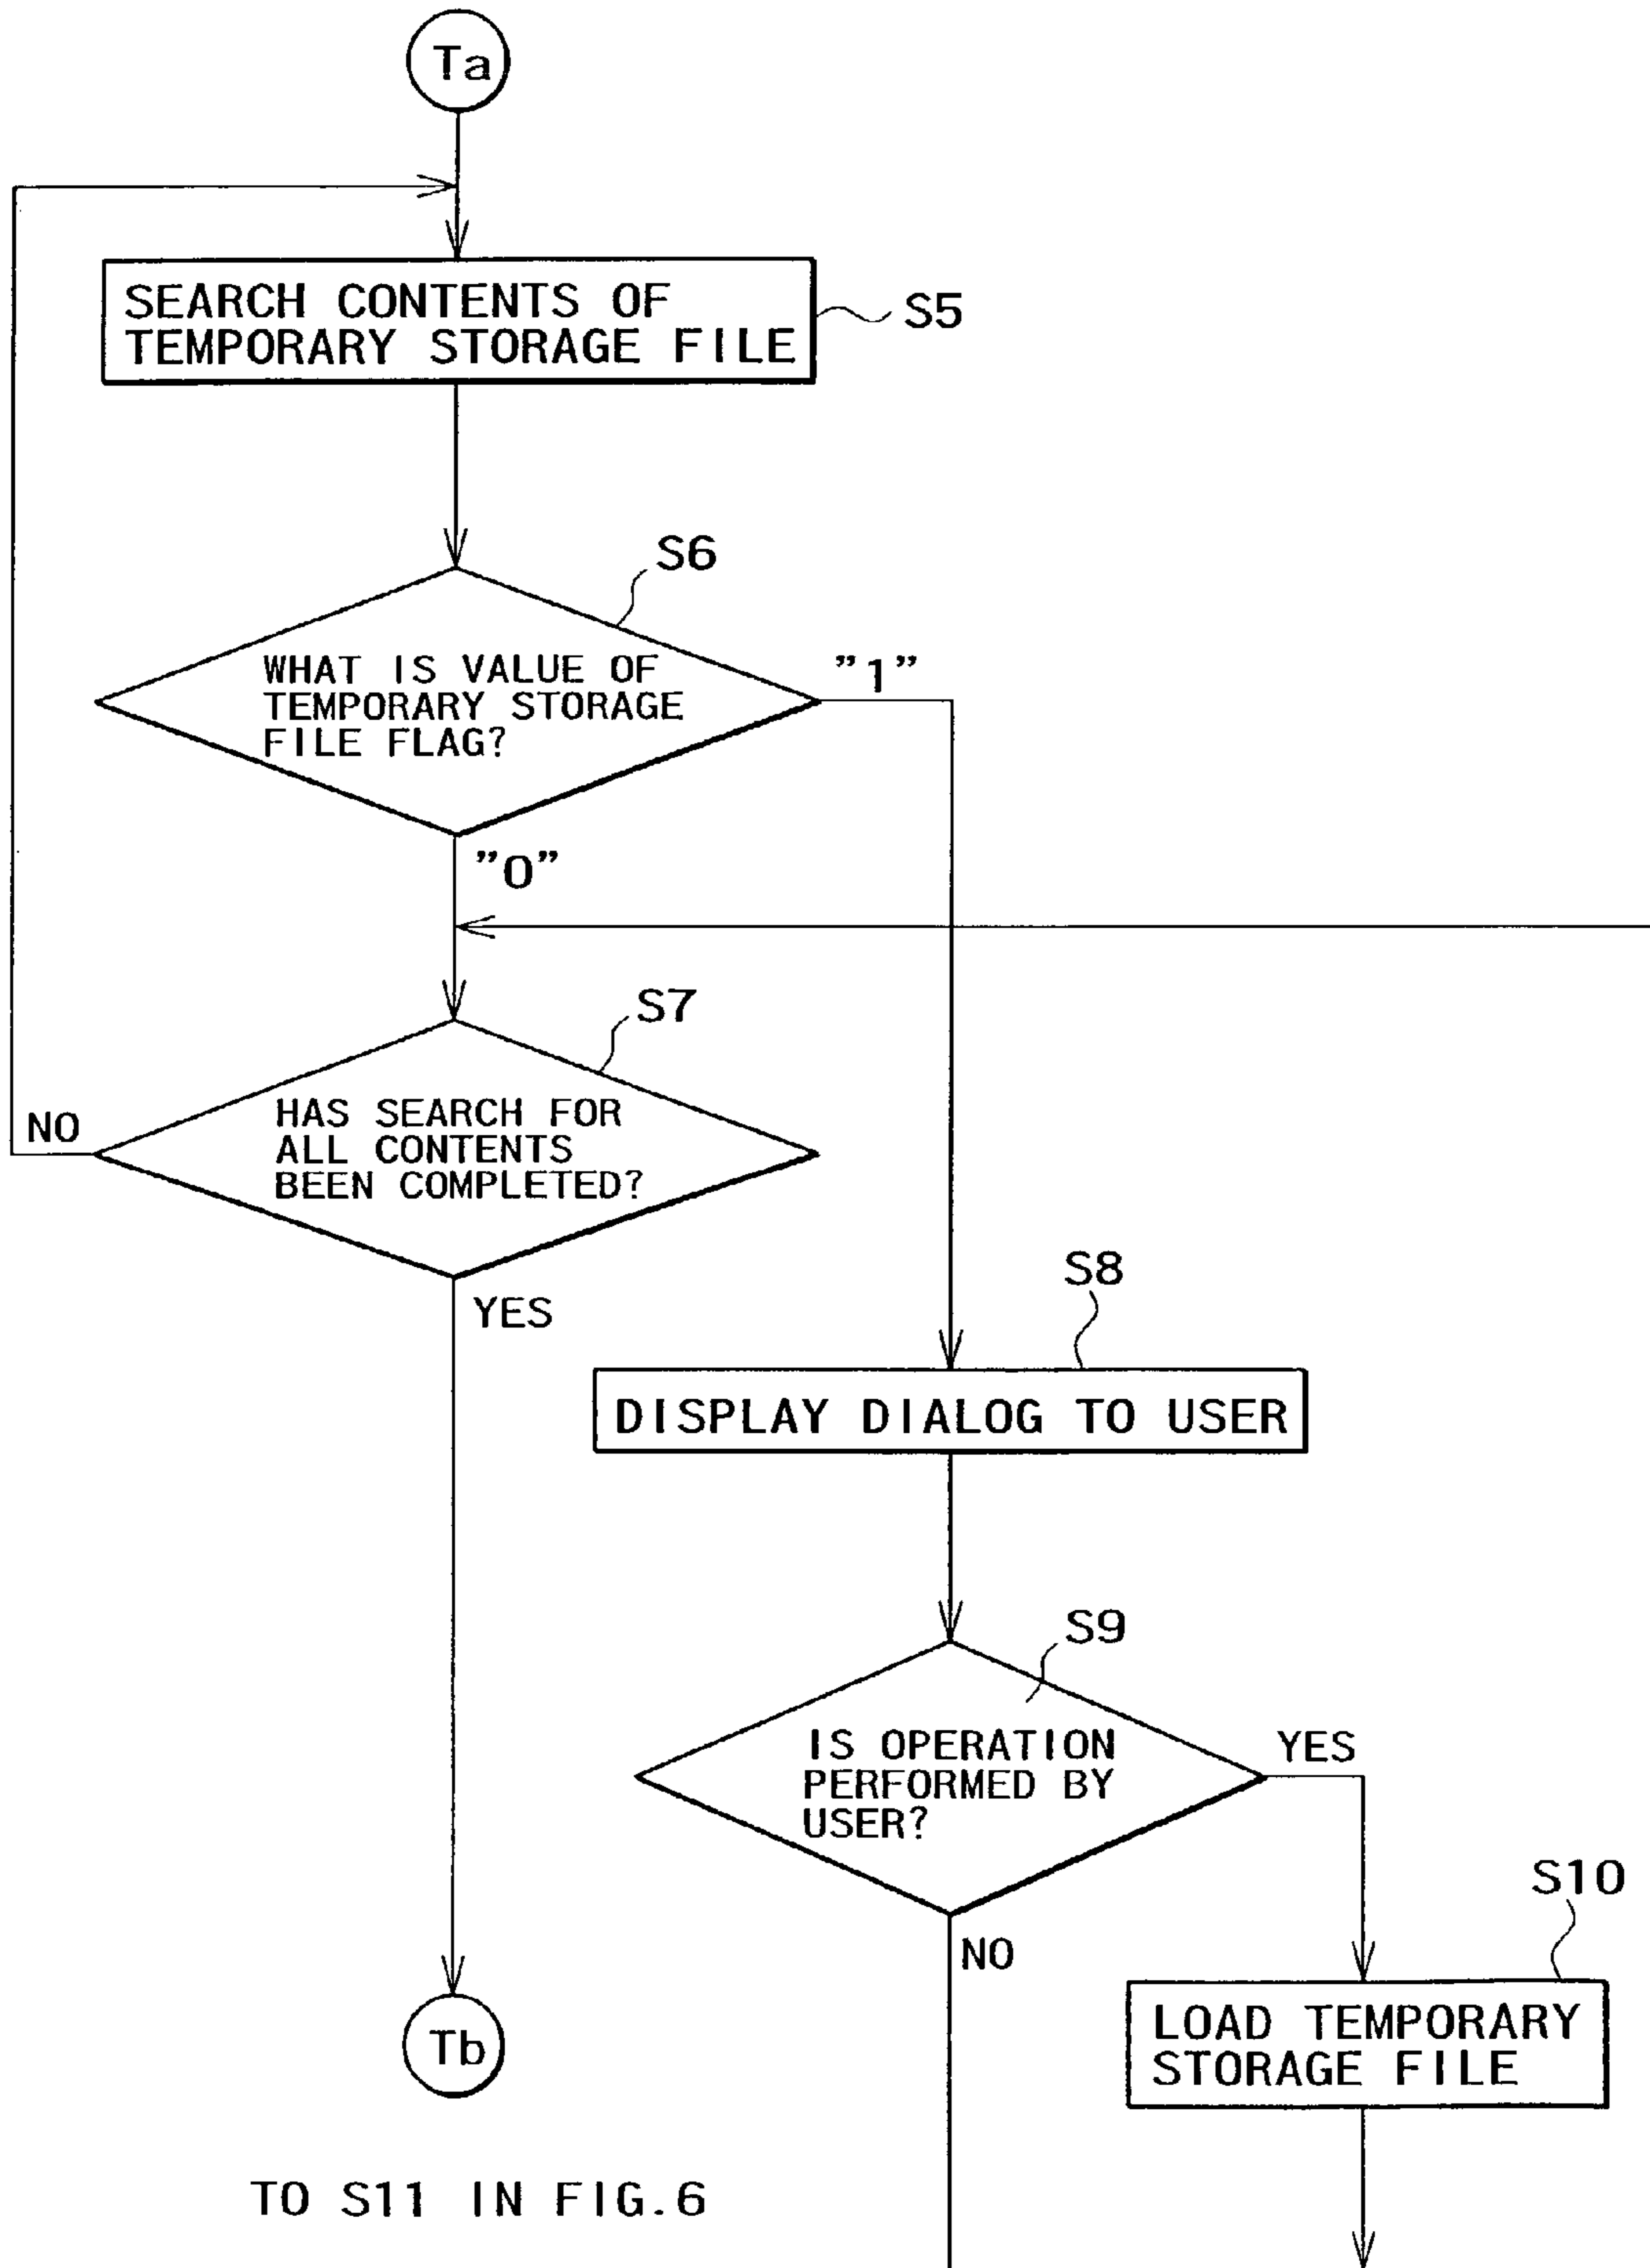 Ta
SEARCH CONTENTS OF
TEMPORARY STORAGE FILE
S5
S6
WHAT IS VALUE OF
TEMPORARY STORAGE
FILE FLAG?
"1"
"0"
S7
HAS SEARCH FOR
ALL CONTENTS
BEEN COMPLETED?
NO
YES
S8
DISPLAY DIALOG TO USER
S9
IS OPERATION
PERFORMED BY
USER?
YES
NO
S10
LOAD TEMPORARY
STORAGE FILE
Tb
TO S11 IN FIG.6